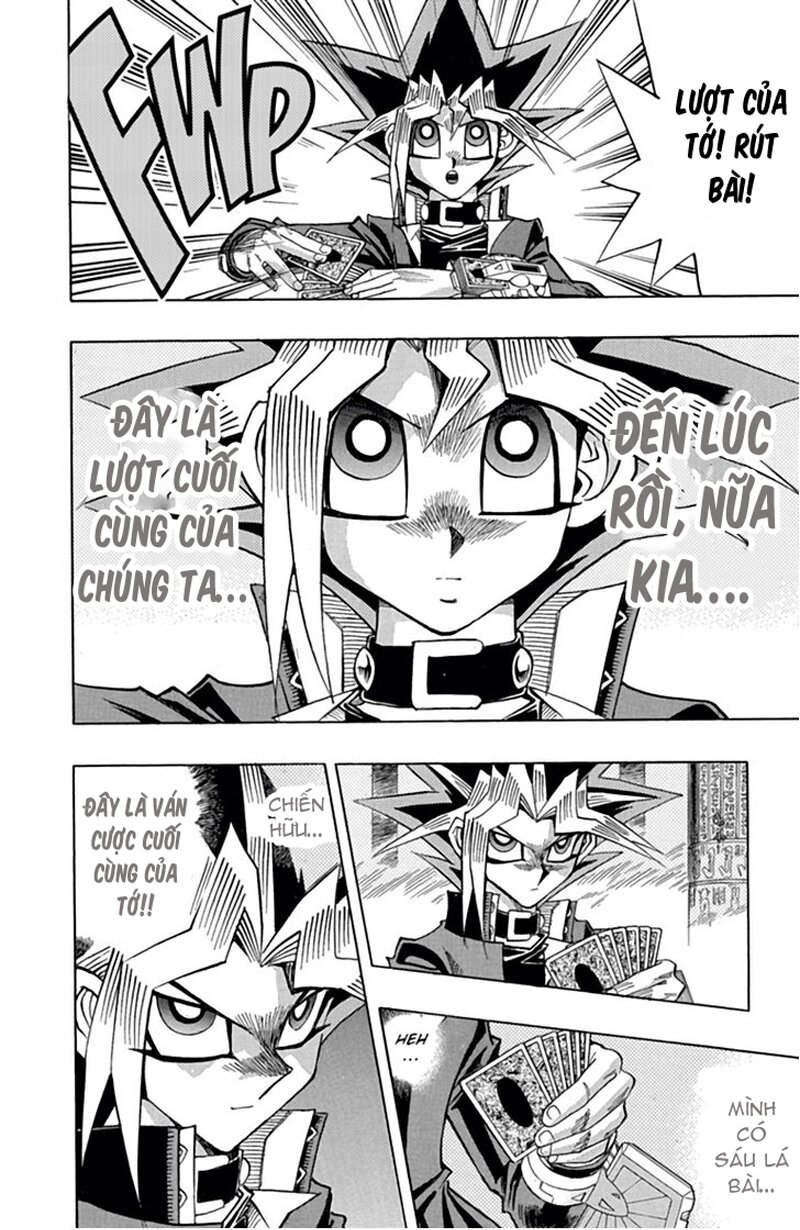 LƯỢT CỦA
TỚ! RÚT
BÀI!
FWP
ĐẾN LÚC
RỒI, NỮA
KIA....
ĐÂY LÀ
LƯỢT CUỐI
CÙNG CỦA
CHÚNG TA...
CHIẾN
HỮU...
ĐÂY LÀ VÁN
CƯỢC CUỐI
CÙNG CỦA
TỚ!!
MÌNH
CÓ
SÁU LÁ
BÀI...
HEH
...